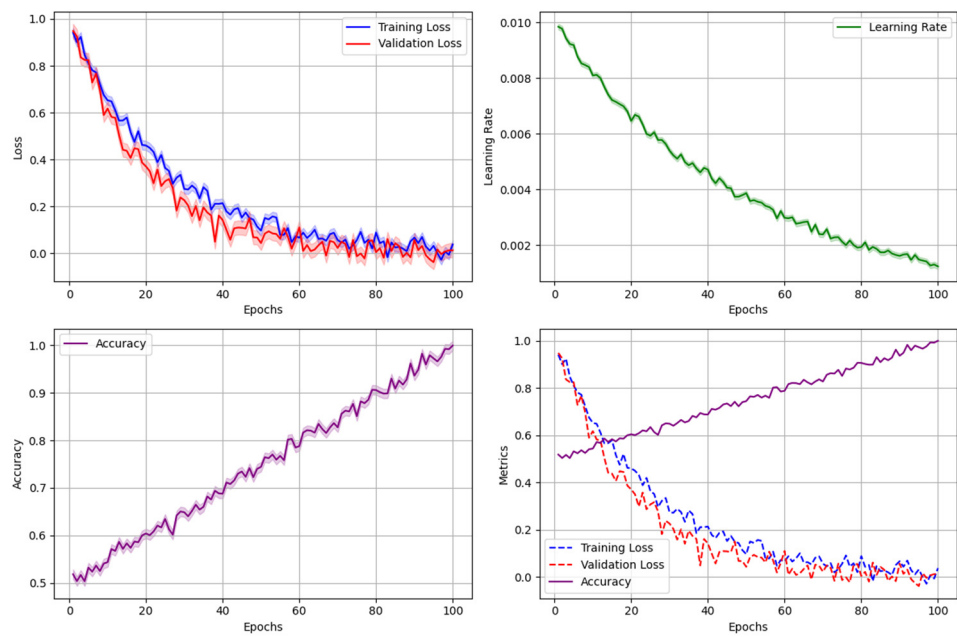 1.0
0.8
0.6
0.4
0.2
0.0
Loss
Training Loss
Validation Loss
0 20 40 60 80 100
Epochs
0.010
0.008
0.006
0.004
0.002
Learning Rate
Learning Rate
0 20 40 60 80 100
Epochs
1.0
0.9
0.8
0.7
0.6
0.5
Accuracy
Accuracy
0 20 40 60 80 100
Epochs
1.0
0.8
0.6
0.4
0.2
0.0
Metrics
Training Loss
Validation Loss
Accuracy
0 20 40 60 80 100
Epochs